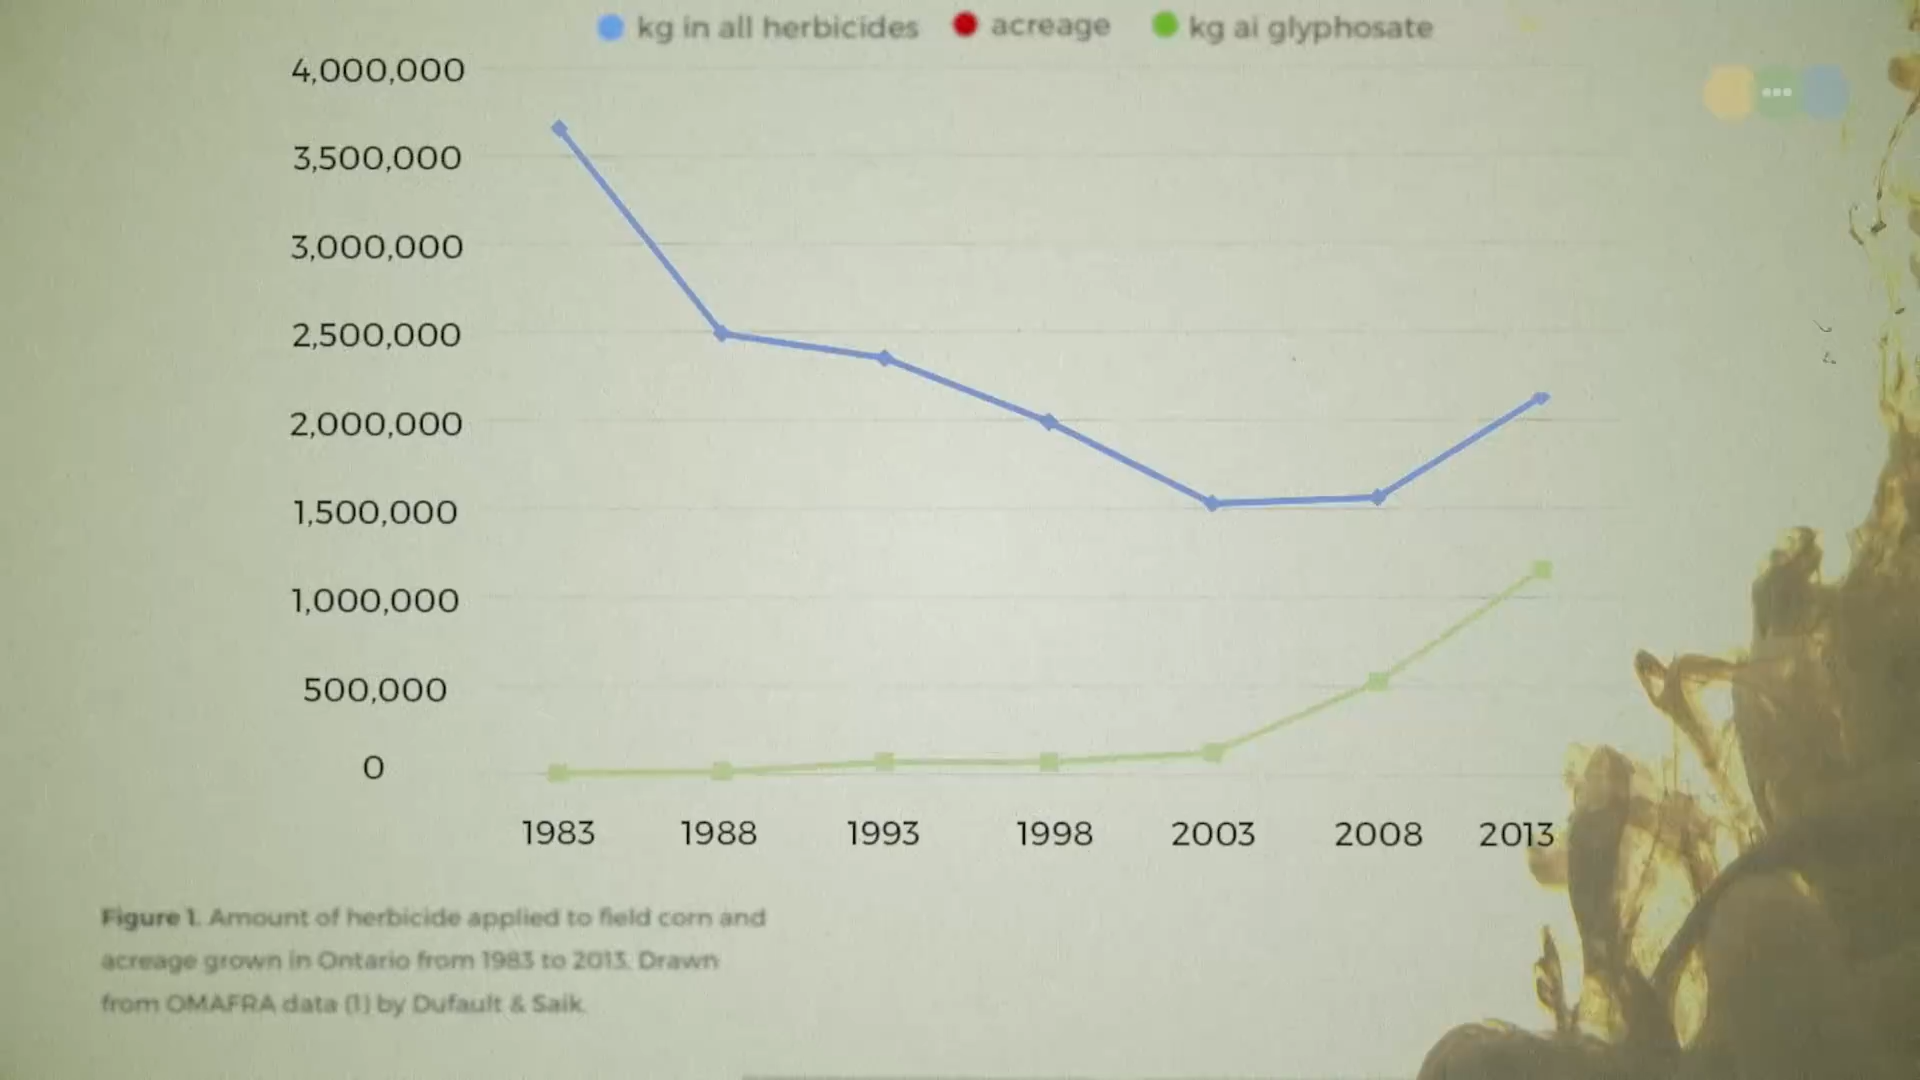 kg in all herbicides acreage kg ai glyphosate
4,000,000
3,500,000
3,000,000
2,500,000
2,000,000
1,500,000
1,000,000
500,000
0
1983 1988 1993 1998 2003 2008 2013
Figure 1. Amount of herbicide applied to field corn and
acreage grown in Ontario from 1983 to 2013. Drawn
from OMAFRA data (1) by Dufault & Saik.